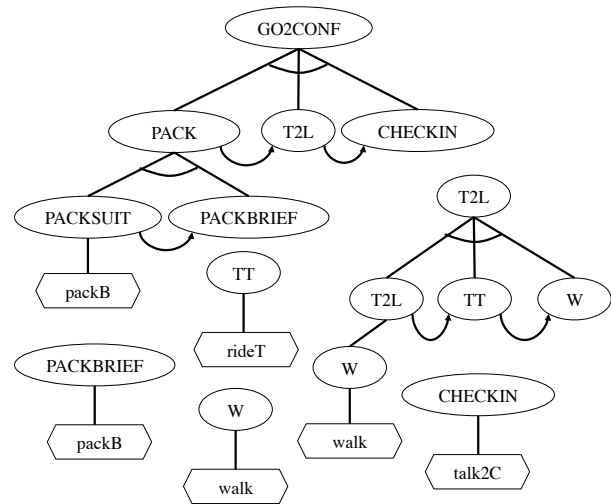 GO2CONF
PACK T2L CHECKIN
PACKSUIT PACKBRIEF T2L
packB TT T2L TT W
rideT
PACKBRIEF W CHECKIN
W
packB walk talk2C
walk